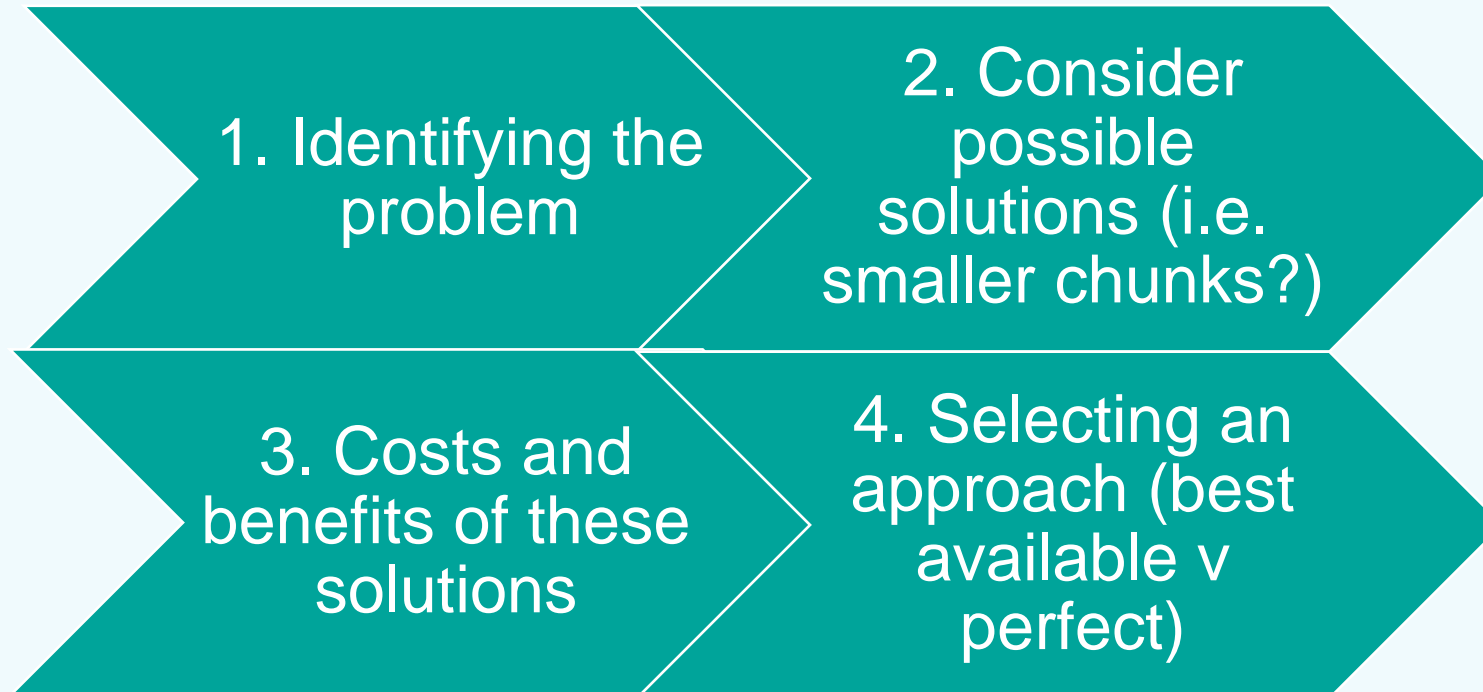 1. Identifying the
problem
2. Consider
possible
solutions (i.e.
smaller chunks?)
3. Costs and
benefits of these
solutions
4. Selecting an
approach (best
available v
perfect)